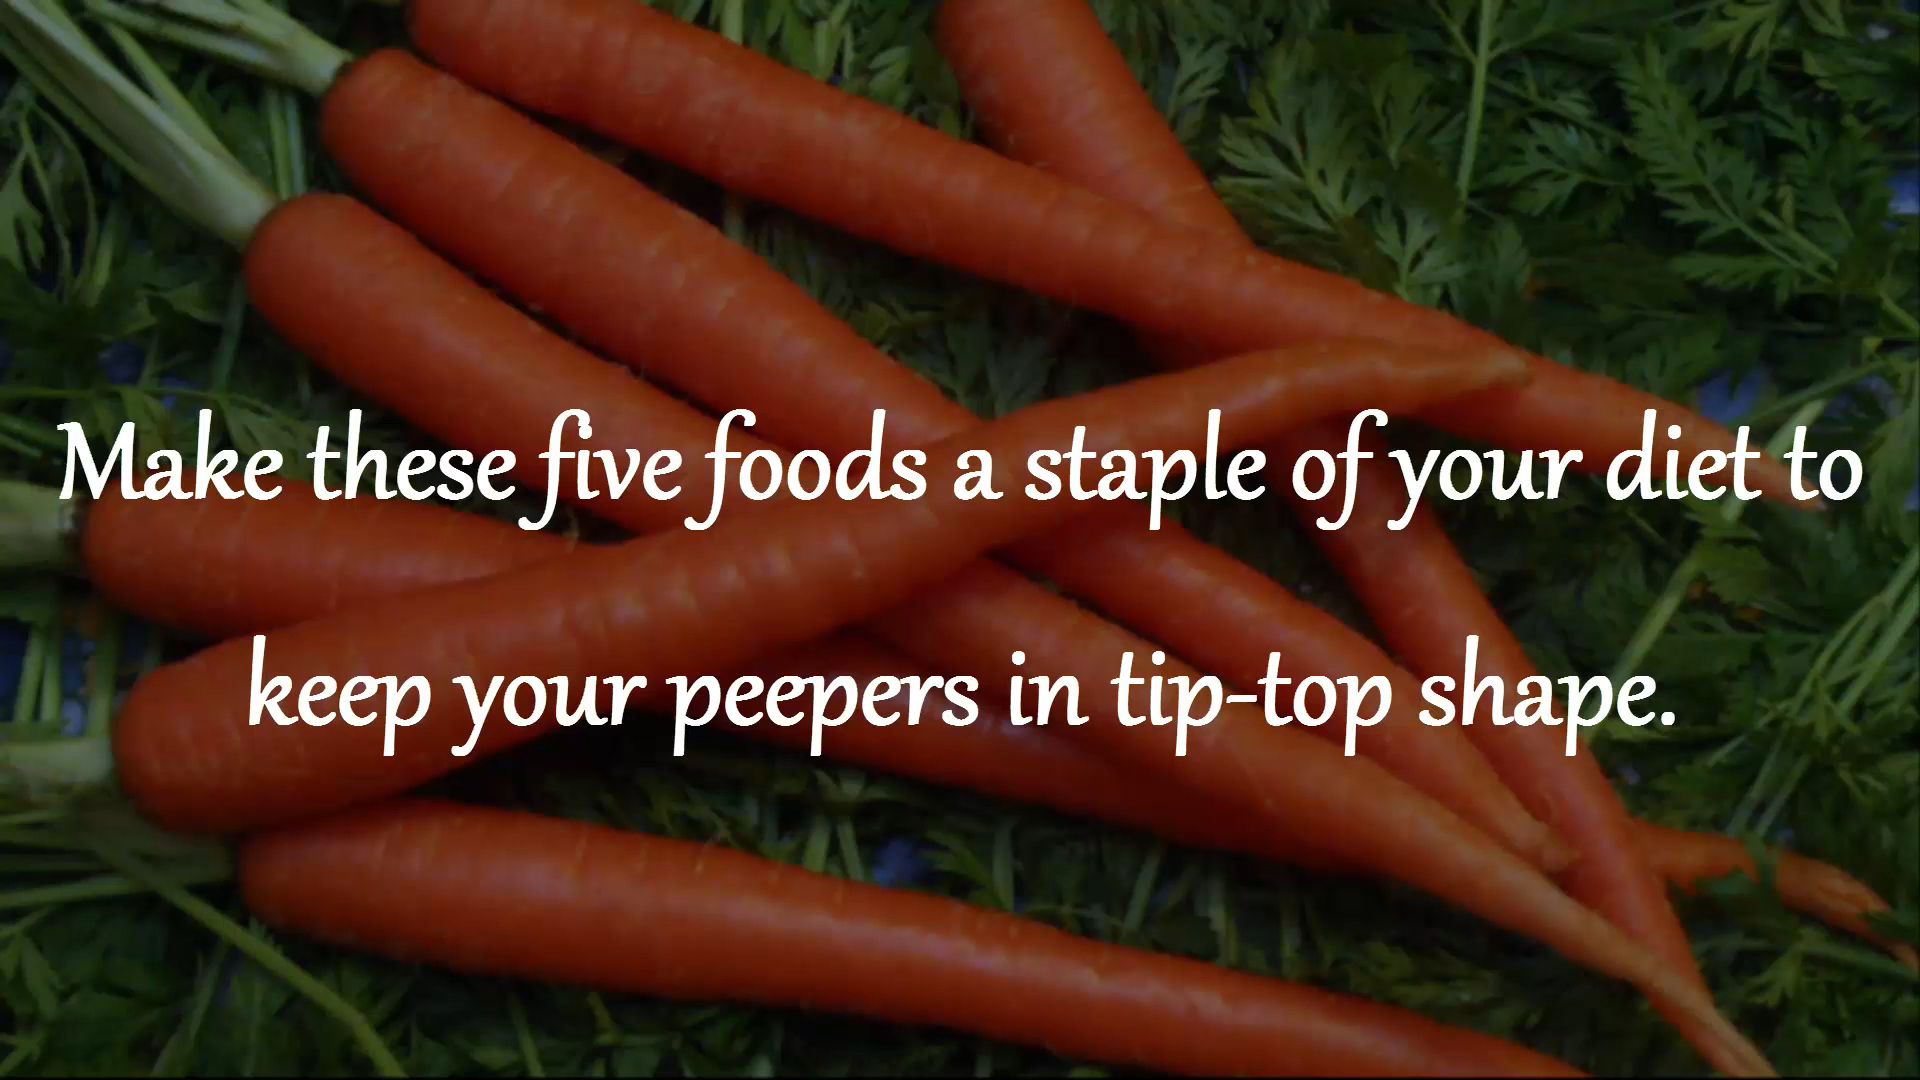 Make these five foods a staple of your diet to
keep your peepers in tip-top shape.